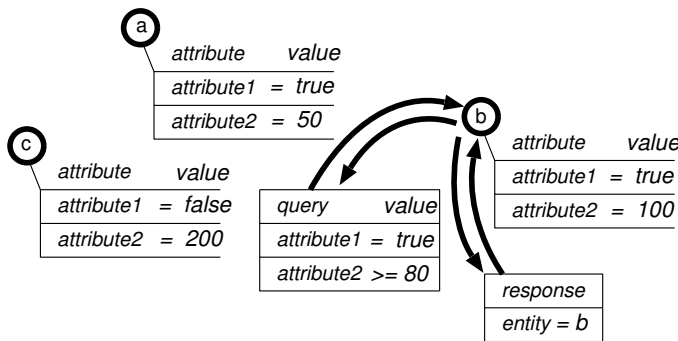 a
attribute value
attribute1 = true
attribute2 = 50
b
attribute value
attribute1 = true
attribute2 = 100
c
attribute value
attribute1 = false
attribute2 = 200
query value
attribute1 = true
attribute2 >= 80
response
entity = b